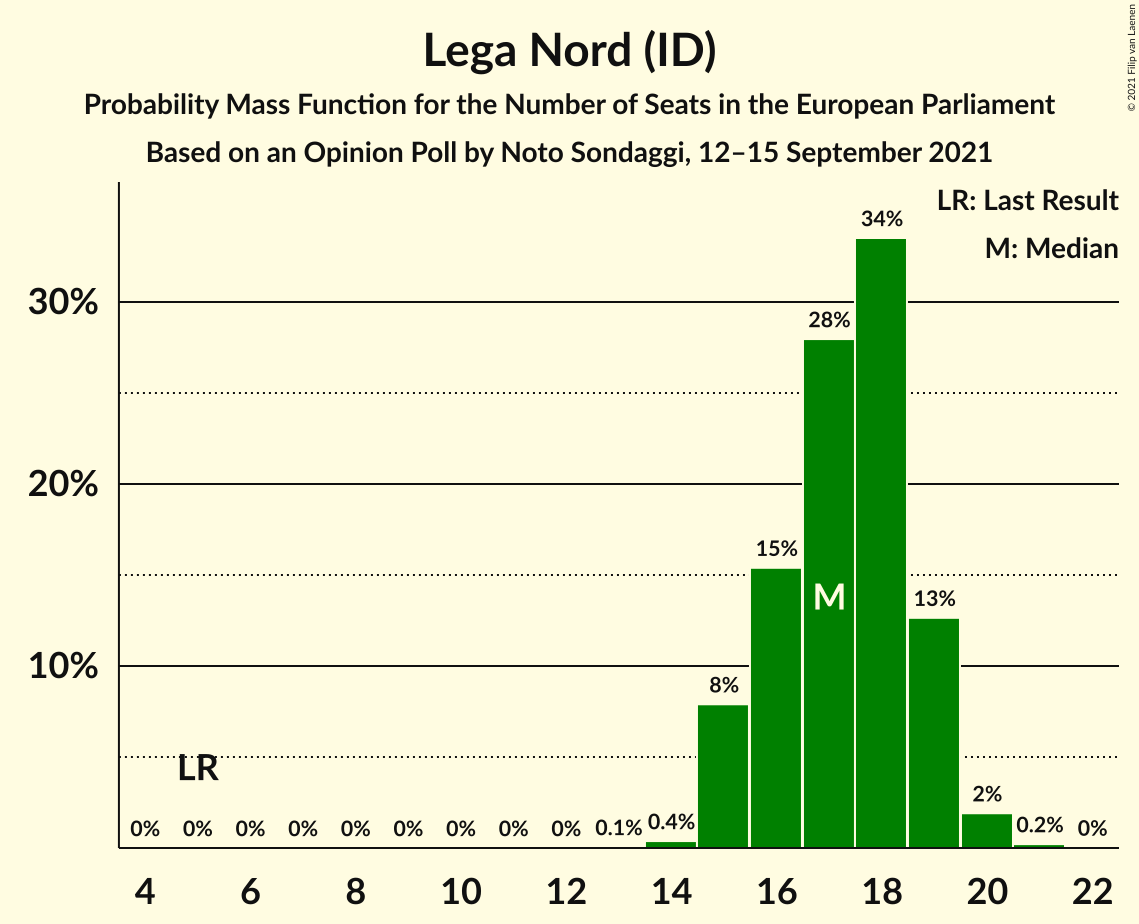 Lega Nord (ID)
Probability Mass Function for the Number of Seats in the European Parliament
Based on an Opinion Poll by Noto Sondaggi, 12–15 September 2021
© 2021 Filip van Laenen
LR: Last Result
M: Median
34%
30%
28%
20%
15%
M
13%
10%
8%
LR
2%
0% 0% 0% 0% 0% 0% 0% 0% 0% 0.1% 0.4% 0.2% 0%
4 6 8 10 12 14 16 18 20 22